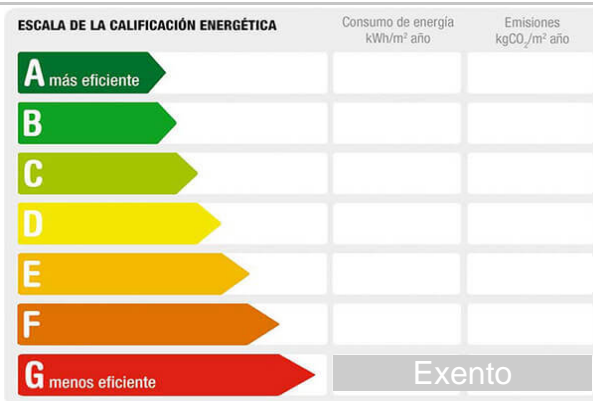 ESCALA DE LA CALIFICACIÓN ENERGÉTICA
Consumo de energía
kWh/m² año
Emisiones
kgCO₂/m² año
A más eficiente
B
C
D
E
F
G menos eficiente
Exento